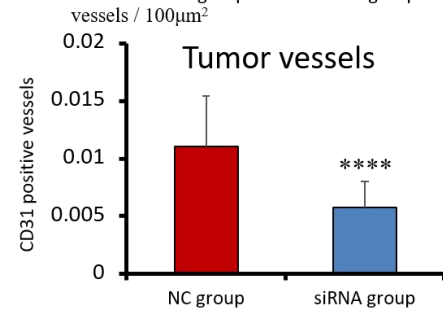 vessels / 100μm²
0.02
Tumor vessels
0.015
0.01
0.005
0
CD31 positive vessels
****
NC group
siRNA group